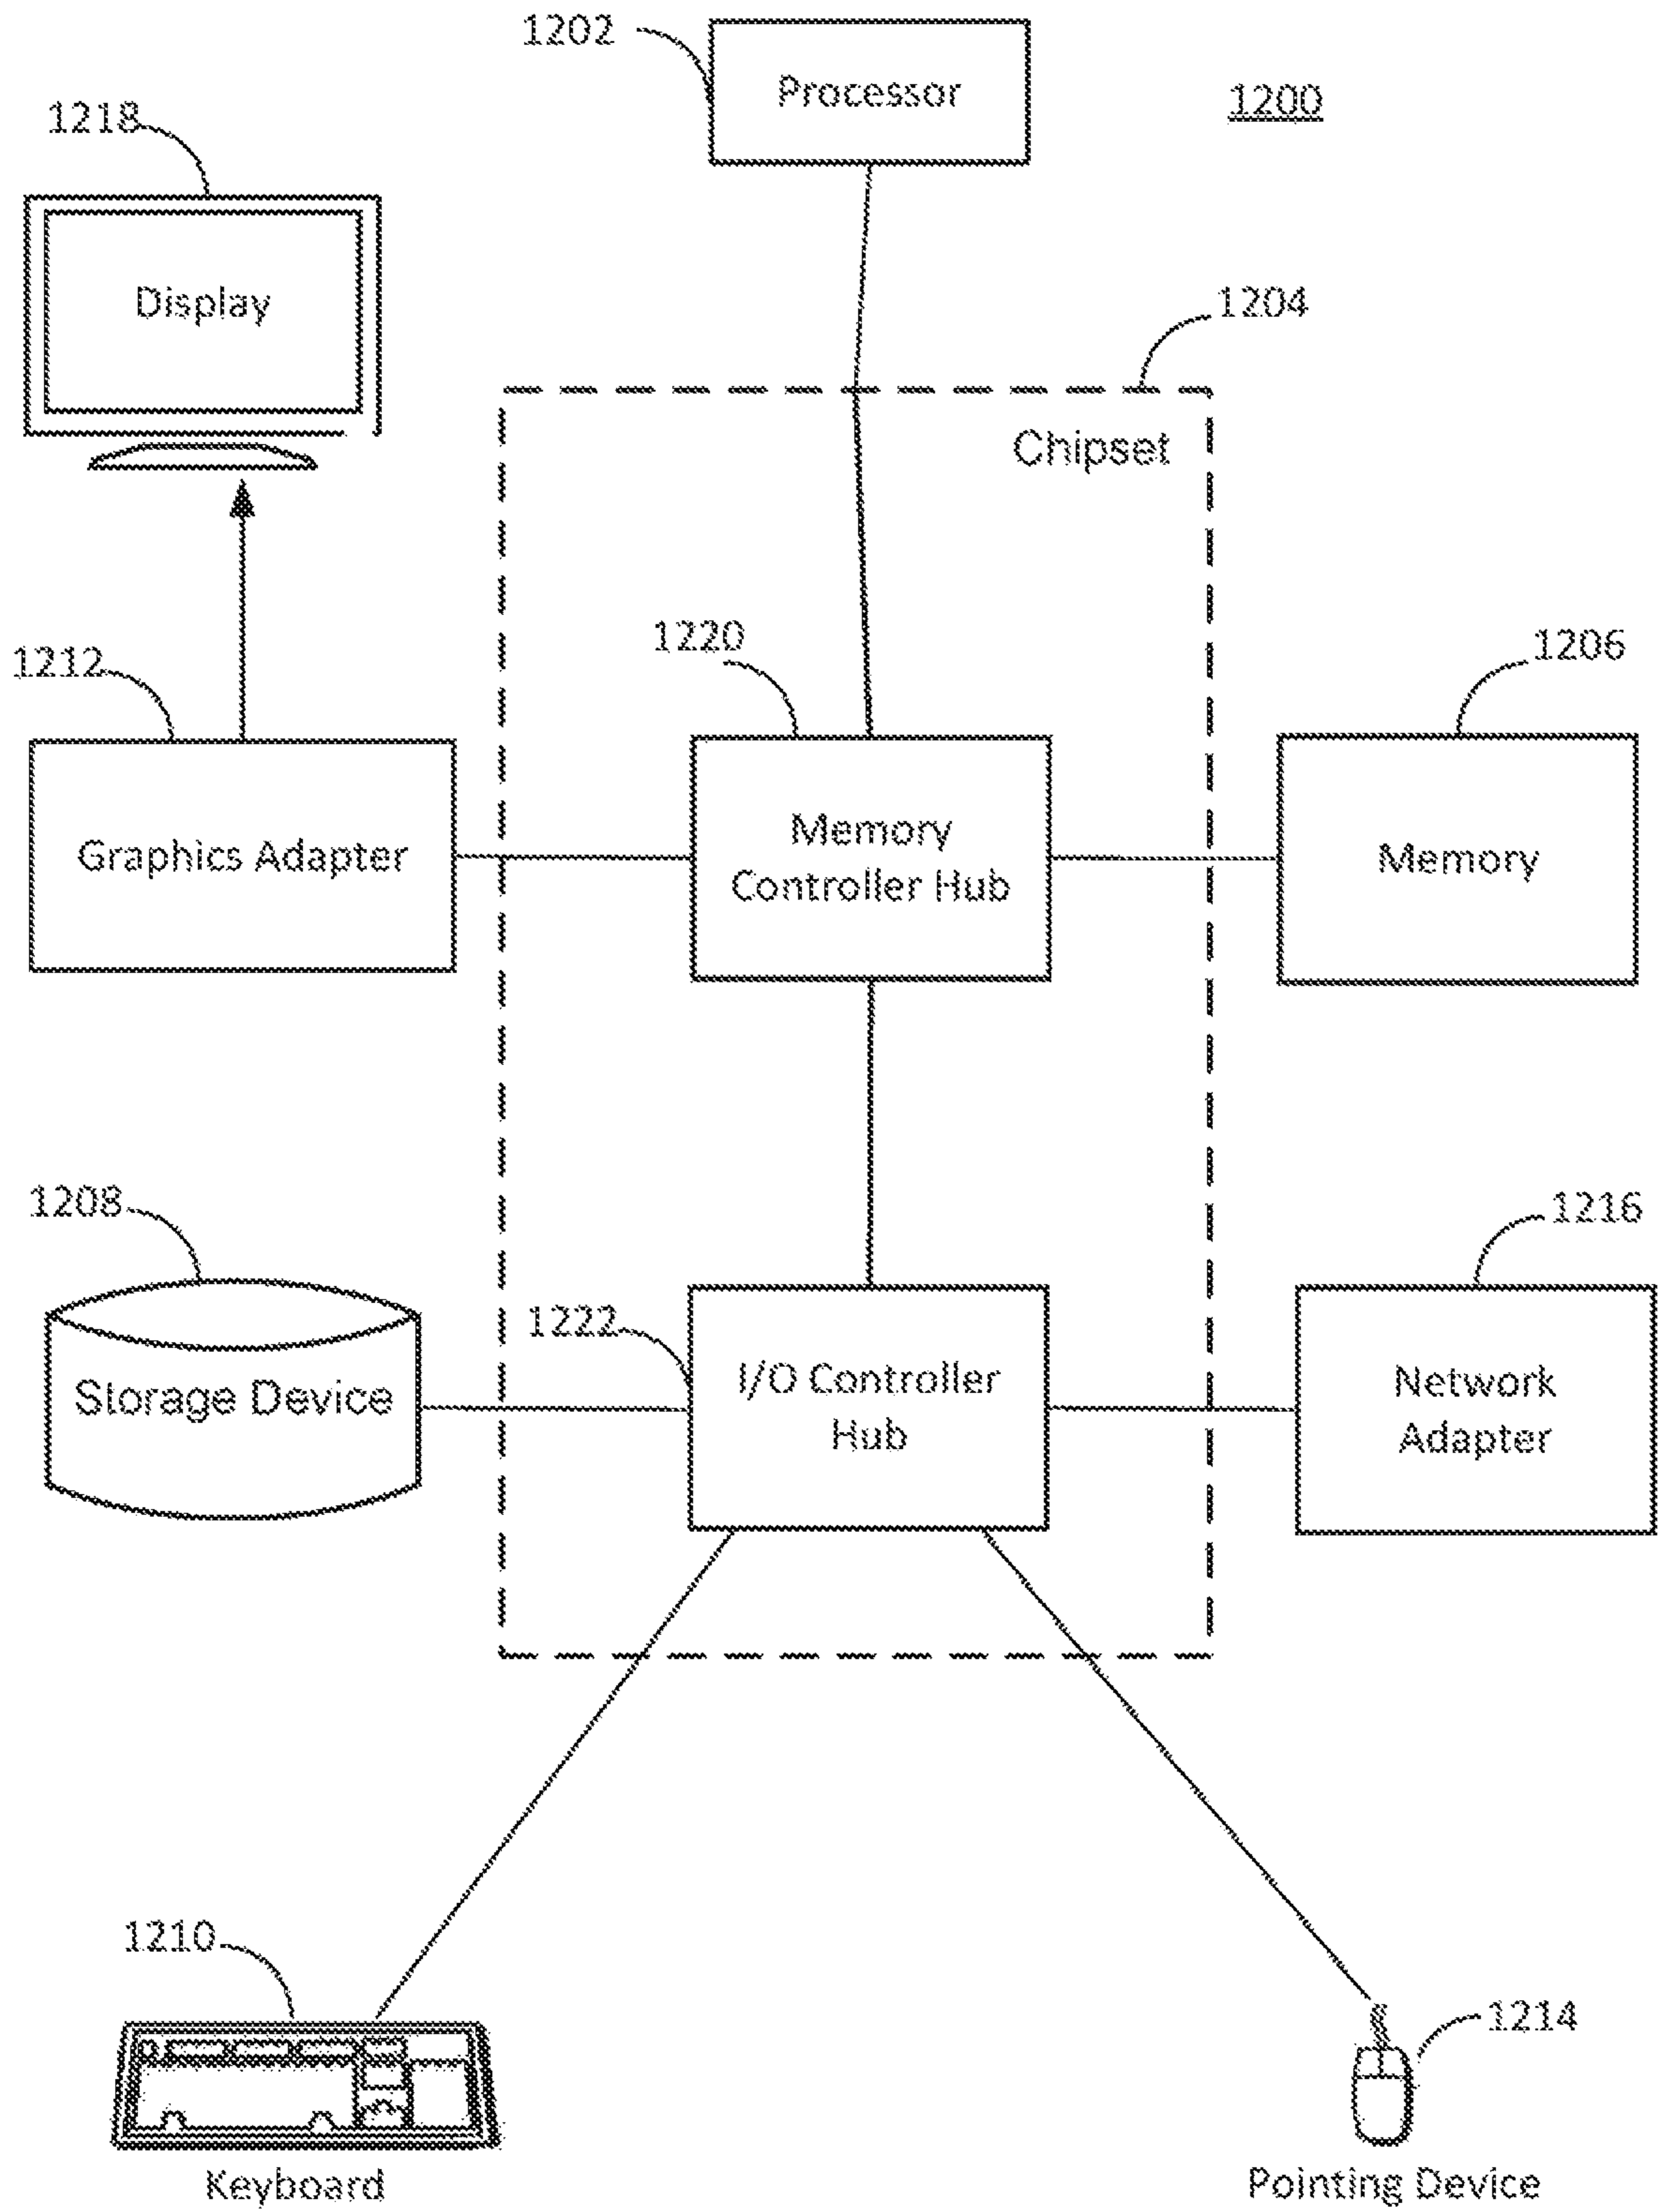 1202
Processor
1200
1218
Display
1204
Chipset
1220
1206
1212
Graphics Adapter
Memory
Controller Hub
Memory
1208
1216
1222
Storage Device
I/O Controller
Hub
Network
Adapter
1210
1214
Keyboard
Pointing Device